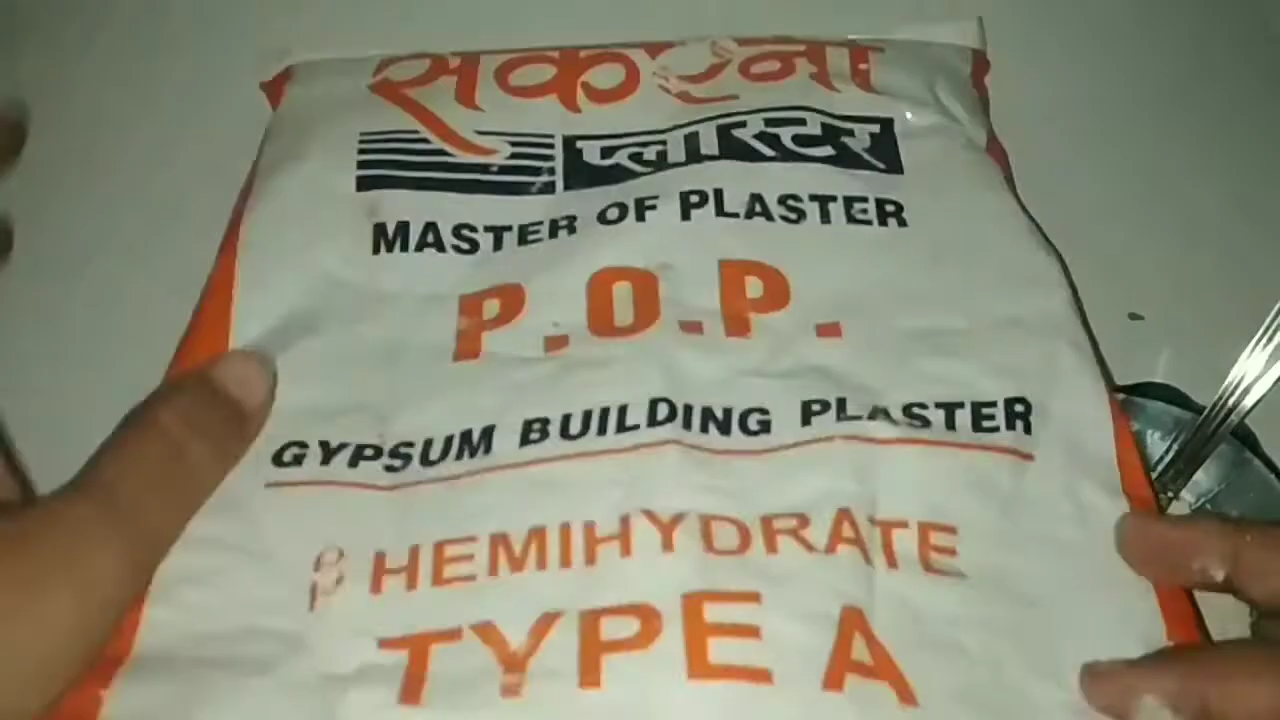 प्लास्टर
MASTER OF PLASTER
P.O.P.
GYPSUM BUILDING PLASTER
β HEMIHYDRATE
TYPE A